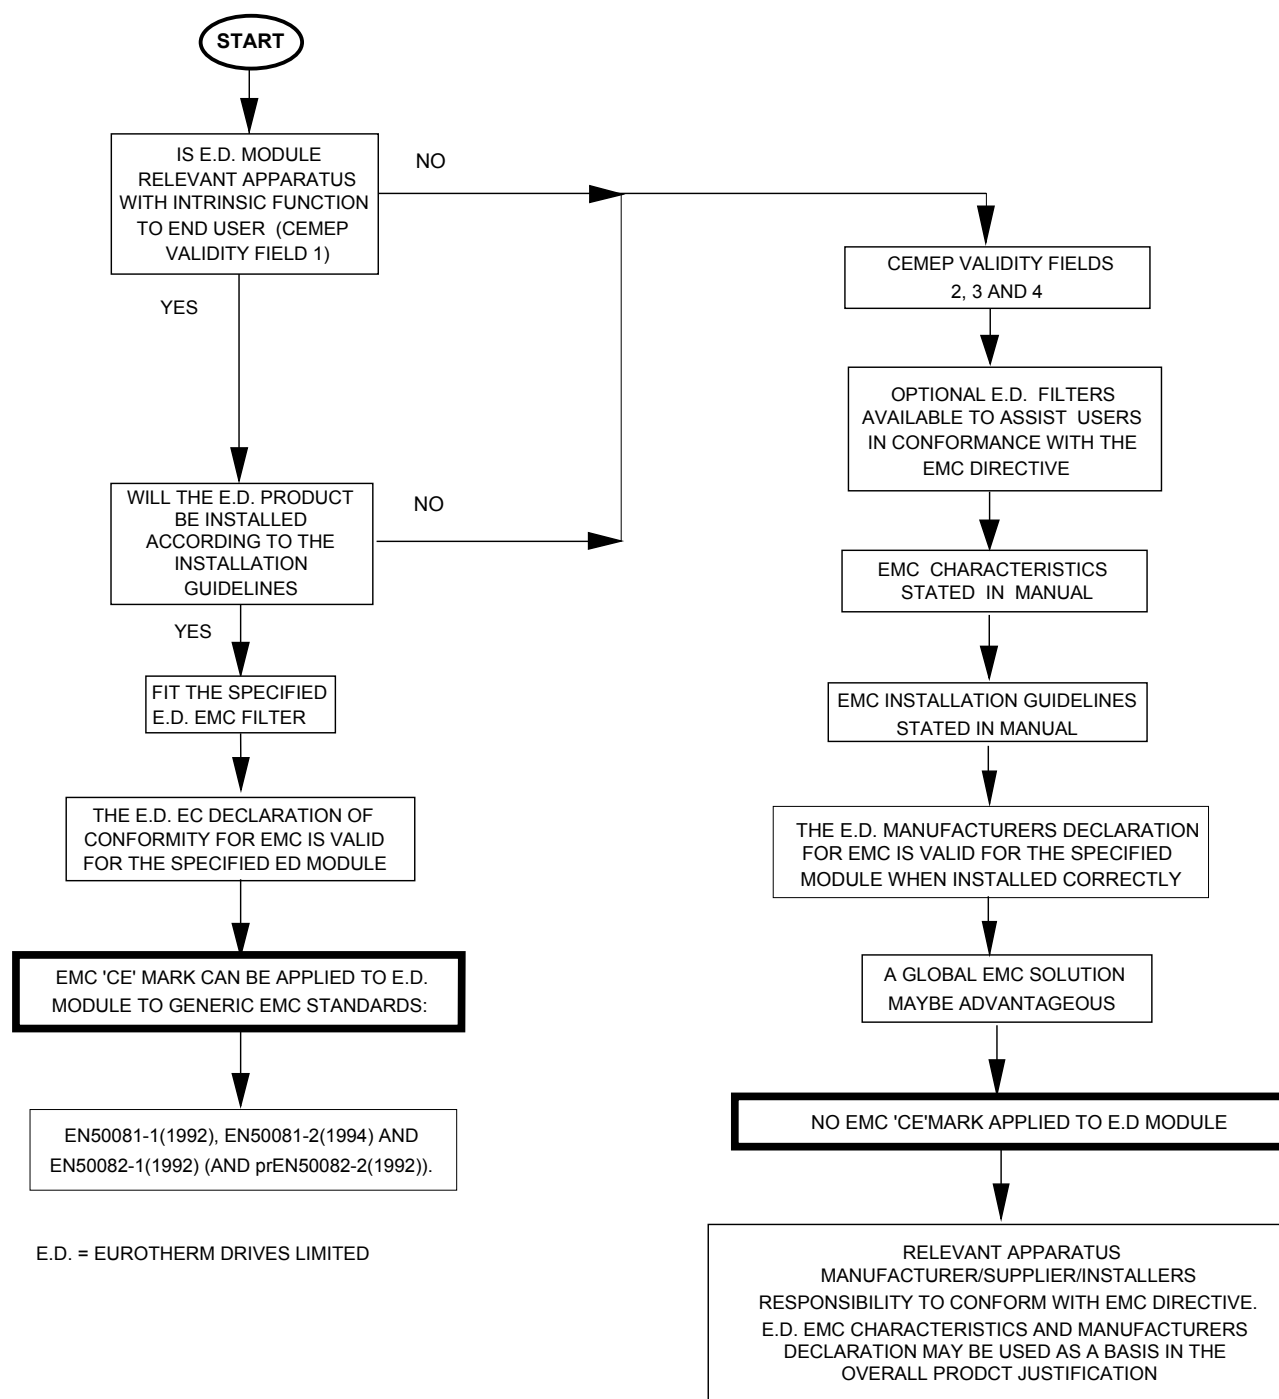 START
IS E.D. MODULE
RELEVANT APPARATUS
WITH INTRINSIC FUNCTION
TO END USER (CEMEP
VALIDITY FIELD 1)
NO
YES
WILL THE E.D. PRODUCT
BE INSTALLED
ACCORDING TO THE
INSTALLATION
GUIDELINES
NO
YES
FIT THE SPECIFIED
E.D. EMC FILTER
THE E.D. EC DECLARATION OF
CONFORMITY FOR EMC IS VALID
FOR THE SPECIFIED ED MODULE
EMC 'CE' MARK CAN BE APPLIED TO E.D.
MODULE TO GENERIC EMC STANDARDS:
EN50081-1(1992), EN50081-2(1994) AND
EN50082-1(1992) (AND prEN50082-2(1992)).
E.D. = EUROTHERM DRIVES LIMITED
CEMEP VALIDITY FIELDS
2, 3 AND 4
OPTIONAL E.D. FILTERS
AVAILABLE TO ASSIST USERS
IN CONFORMANCE WITH THE
EMC DIRECTIVE
EMC CHARACTERISTICS
STATED IN MANUAL
EMC INSTALLATION GUIDELINES
STATED IN MANUAL
THE E.D. MANUFACTURERS DECLARATION
FOR EMC IS VALID FOR THE SPECIFIED
MODULE WHEN INSTALLED CORRECTLY
A GLOBAL EMC SOLUTION
MAYBE ADVANTAGEOUS
NO EMC 'CE'MARK APPLIED TO E.D MODULE
RELEVANT APPARATUS
MANUFACTURER/SUPPLIER/INSTALLERS
RESPONSIBILITY TO CONFORM WITH EMC DIRECTIVE.
E.D. EMC CHARACTERISTICS AND MANUFACTURERS
DECLARATION MAY BE USED AS A BASIS IN THE
OVERALL PRODCT JUSTIFICATION